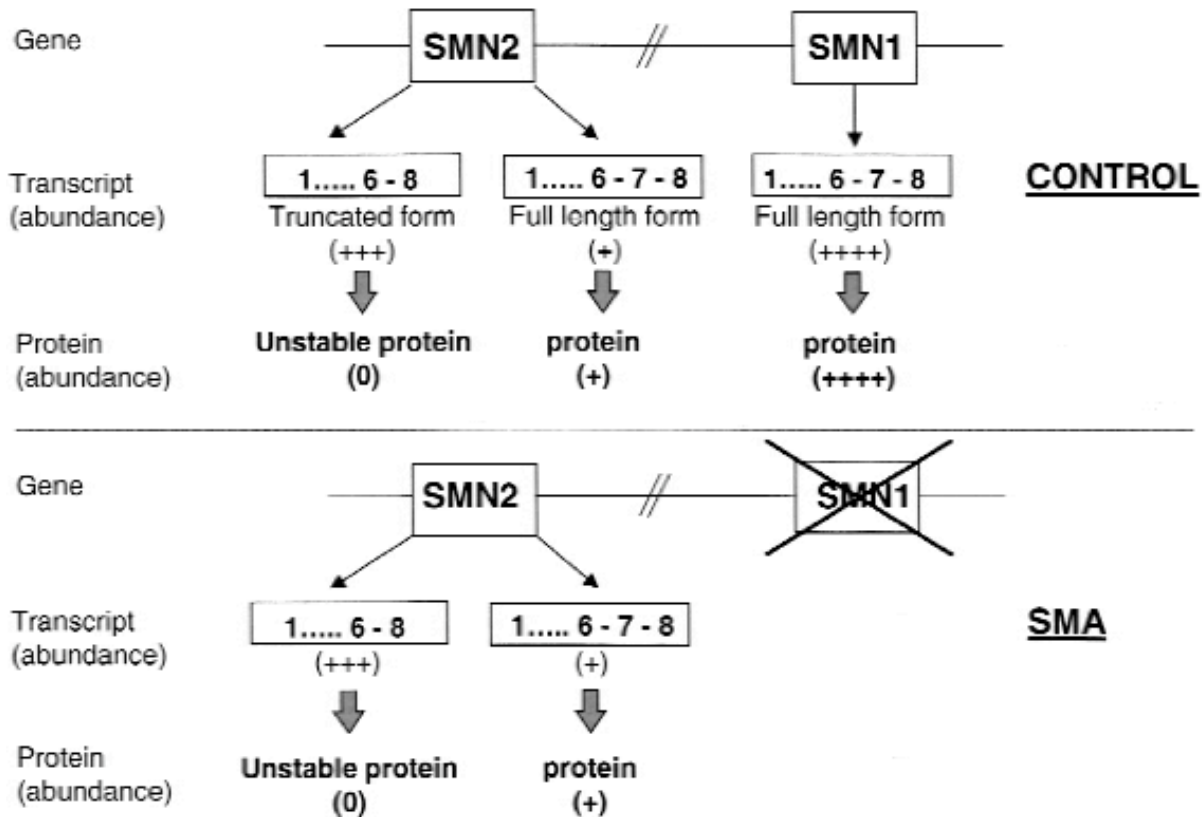 Gene
SMN2 // SMN1
1..... 6 - 8 1..... 6 - 7 - 8 1..... 6 - 7 - 8
Transcript
(abundance)
CONTROL
Truncated form Full length form Full length form
(+++) (+) (++++)
Protein
(abundance)
Unstable protein protein protein
(0) (+) (++++)
Gene
SMN2 // SMN1
Transcript
(abundance)
1..... 6 - 8 1..... 6 - 7 - 8
SMA
(+++) (+)
Protein
(abundance)
Unstable protein protein
(0) (+)